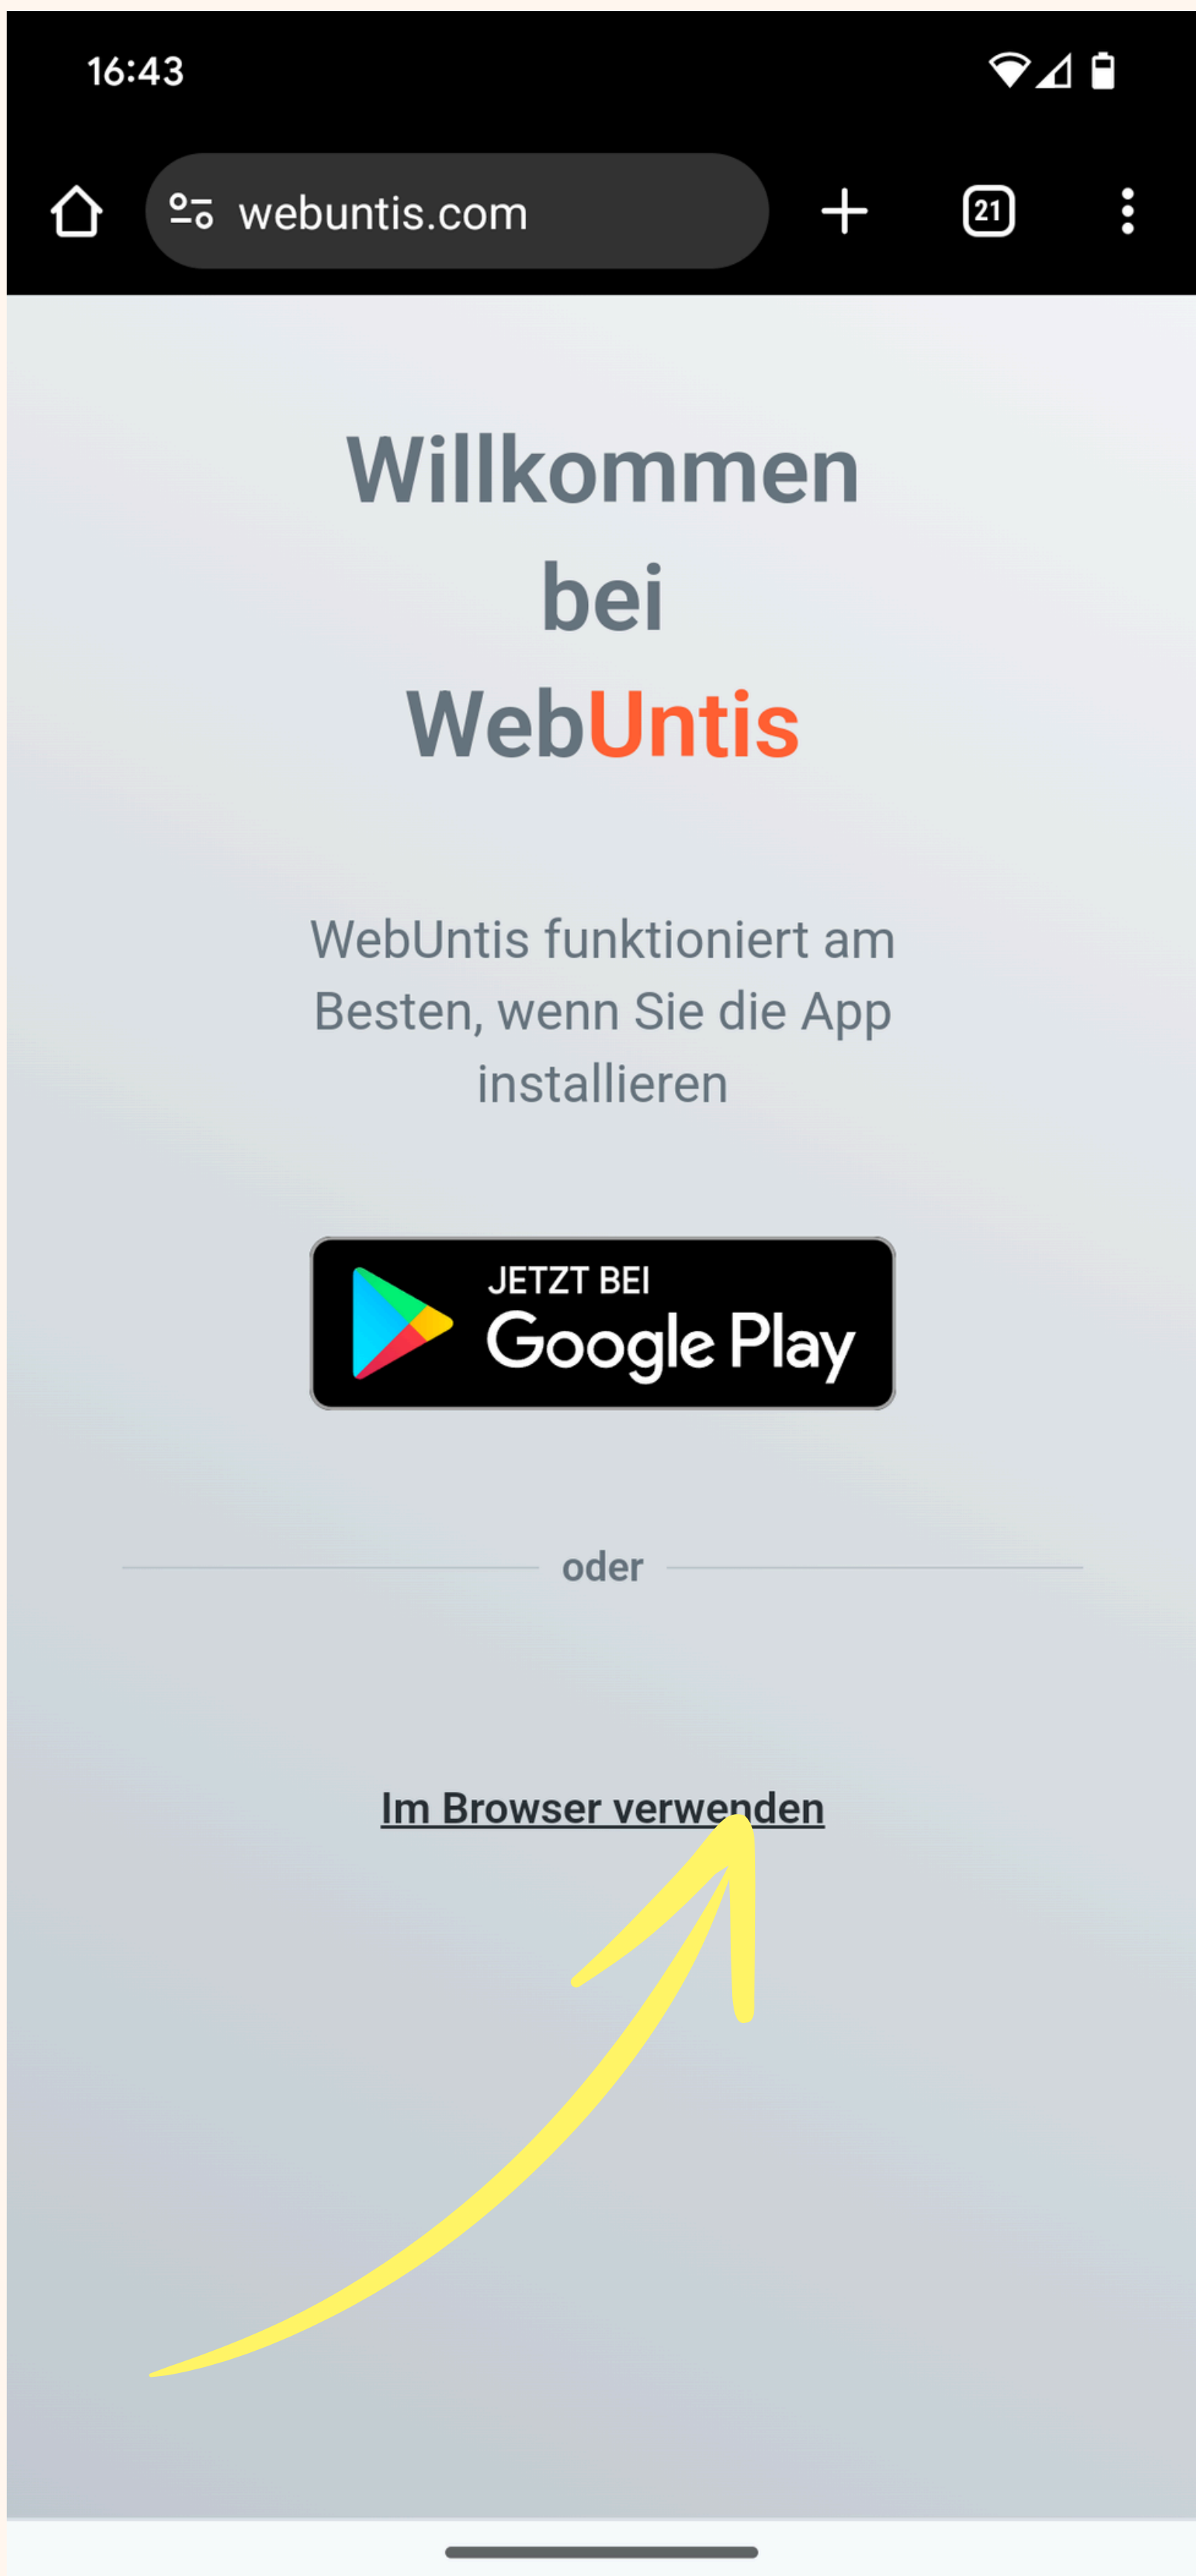 16:43
webuntis.com
21
Willkommen
bei
WebUntis
WebUntis funktioniert am
Besten, wenn Sie die App
installieren
JETZT BEI
Google Play
oder
Im Browser verwenden